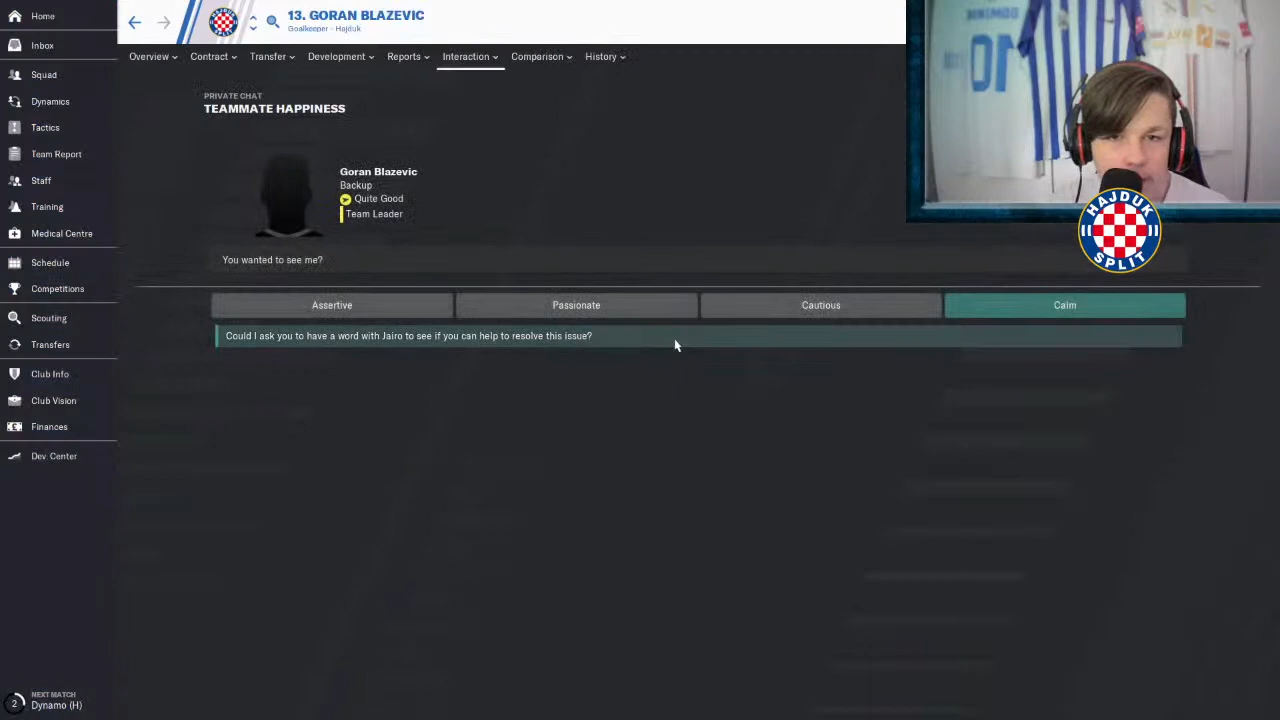 Home
Inbox
Squad
Dynamics
Tactics
Team Report
Staff
Training
Medical Centre
Schedule
Competitions
Scouting
Transfers
Club Info
Club Vision
Finances
Dev. Center
2
NEXT MATCH
Dynamo (H)
13. GORAN BLAZEVIC
Goalkeeper - Hajduk
Overview
Contract
Transfer
Development
Reports
Interaction
Comparison
History
PRIVATE CHAT
TEAMMATE HAPPINESS
Goran Blazevic
Backup
Quite Good
Team Leader
You wanted to see me?
Assertive
Passionate
Cautious
Calm
Could I ask you to have a word with Jairo to see if you can help to resolve this issue?
10
HAJDUK
SPLIT